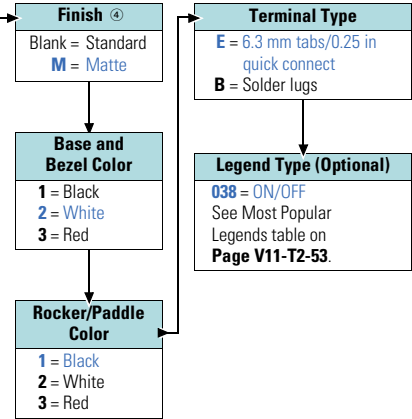 Finish ④
Blank = Standard
M = Matte
Base and
Bezel Color
1 = Black
2 = White
3 = Red
Rocker/Paddle
Color
1 = Black
2 = White
3 = Red
Terminal Type
E = 6.3 mm tabs/0.25 in
quick connect
B = Solder lugs
Legend Type (Optional)
038 = ON/OFF
See Most Popular
Legends table on
Page V11-T2-53.